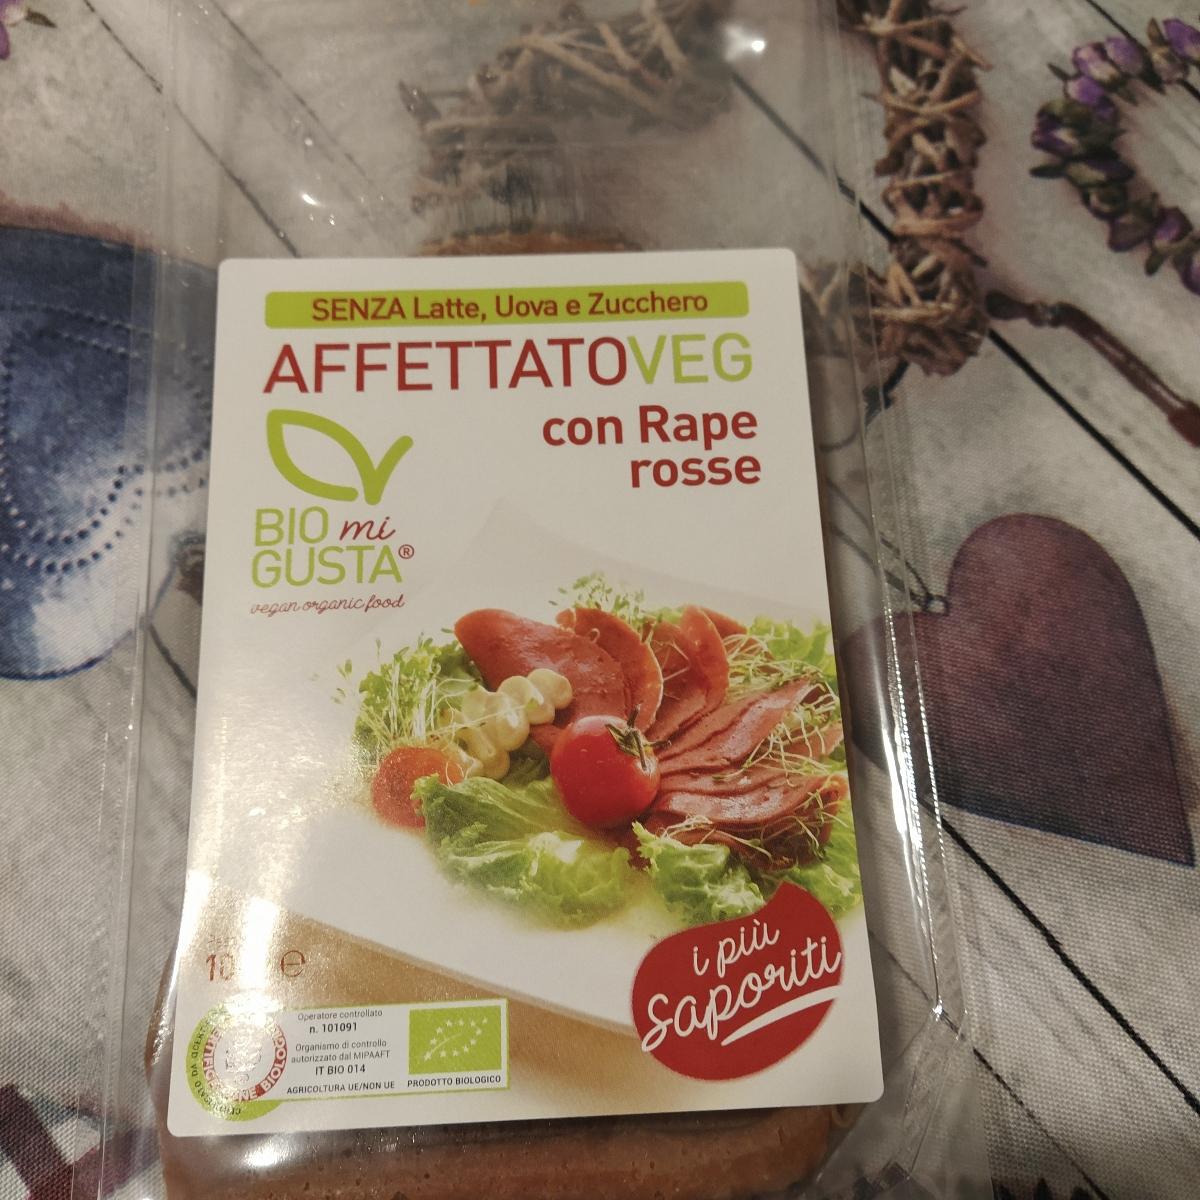 SENZA Latte, Uova e Zucchero
AFFETTATOVEG
con Rape
rosse
BIO mi
GUSTA®
vegan organic food
i più
saporiti
℮
Operatore controllato
n. 101091
Organismo di controllo
autorizzato dal MIPAAFT
IT BIO 014
AGRICOLTURA UE/NON UE
PRODOTTO BIOLOGICO